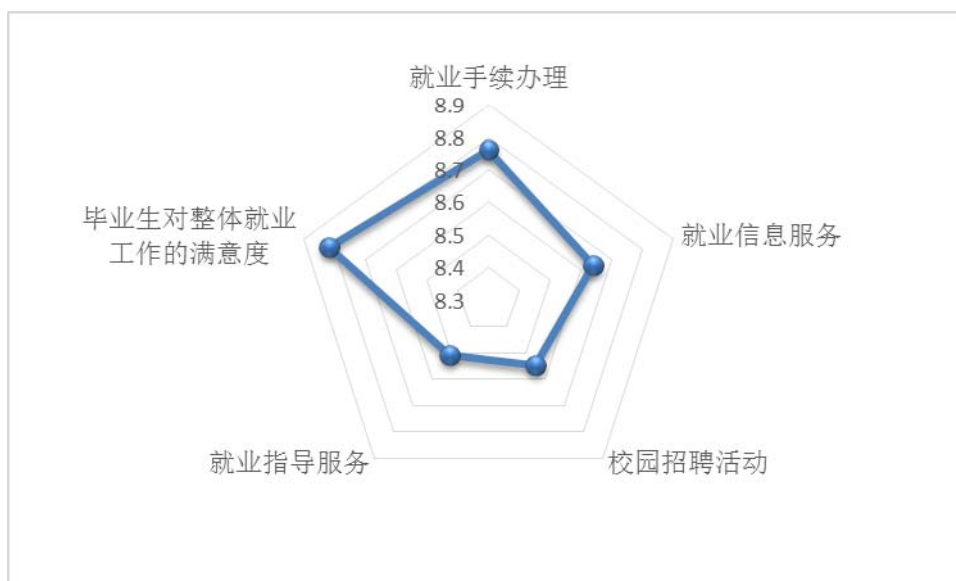 就业手续办理
8.9
8.8
8.7
8.6
8.5
8.4
8.3
就业信息服务
毕业生对整体就业
工作的满意度
就业指导服务
校园招聘活动